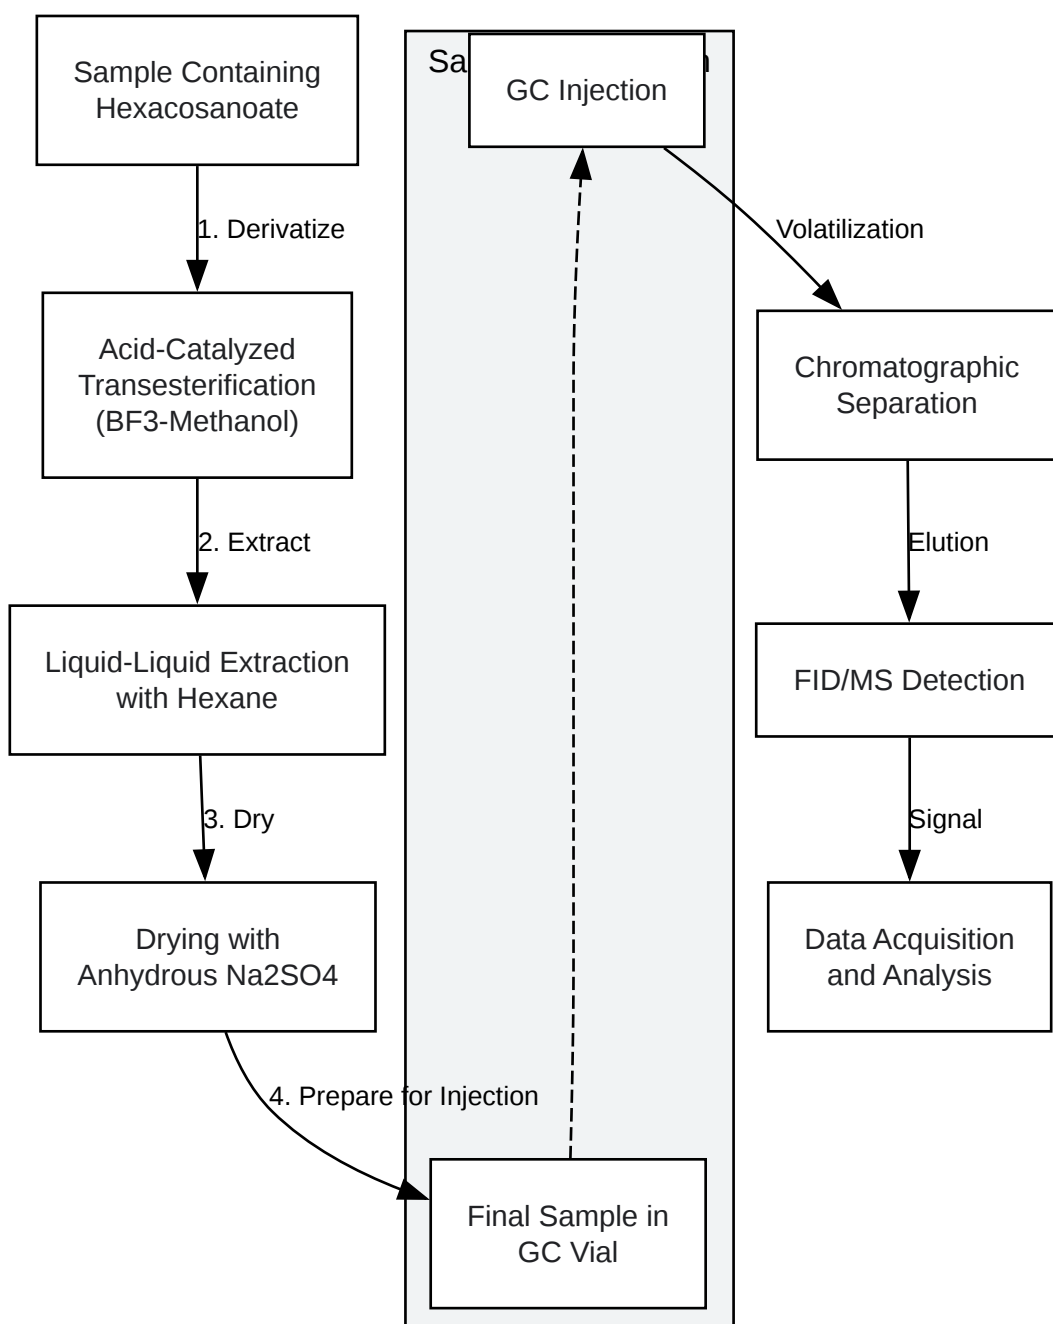 Sample Containing
Hexacosanoate
1. Derivatize
Acid-Catalyzed
Transesterification
(BF3-Methanol)
2. Extract
Liquid-Liquid Extraction
with Hexane
3. Dry
Drying with
Anhydrous Na2SO4
4. Prepare for Injection
Final Sample in
GC Vial
GC Injection
Volatilization
Chromatographic
Separation
Elution
FID/MS Detection
Signal
Data Acquisition
and Analysis